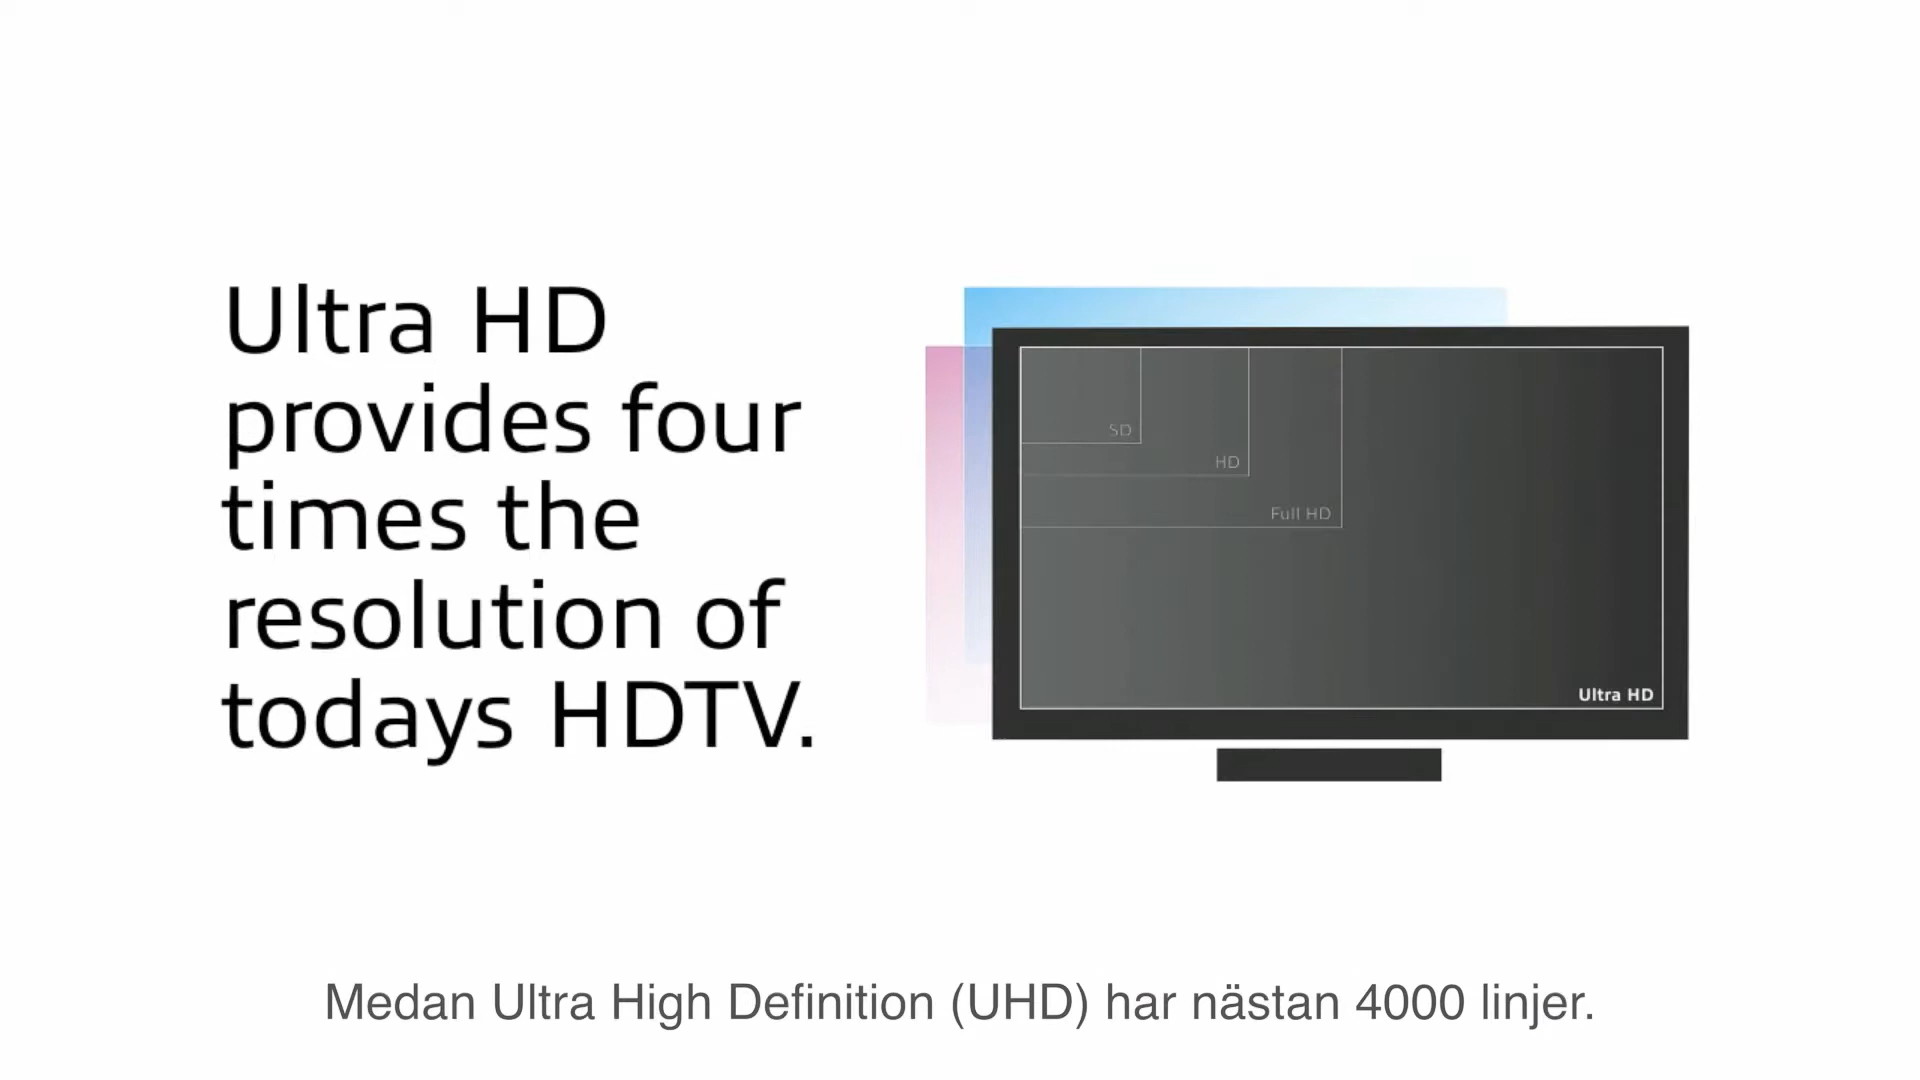 Ultra HD
provides four
times the
resolution of
todays HDTV.
SD
HD
Full HD
Ultra HD
Medan Ultra High Definition (UHD) har nästan 4000 linjer.